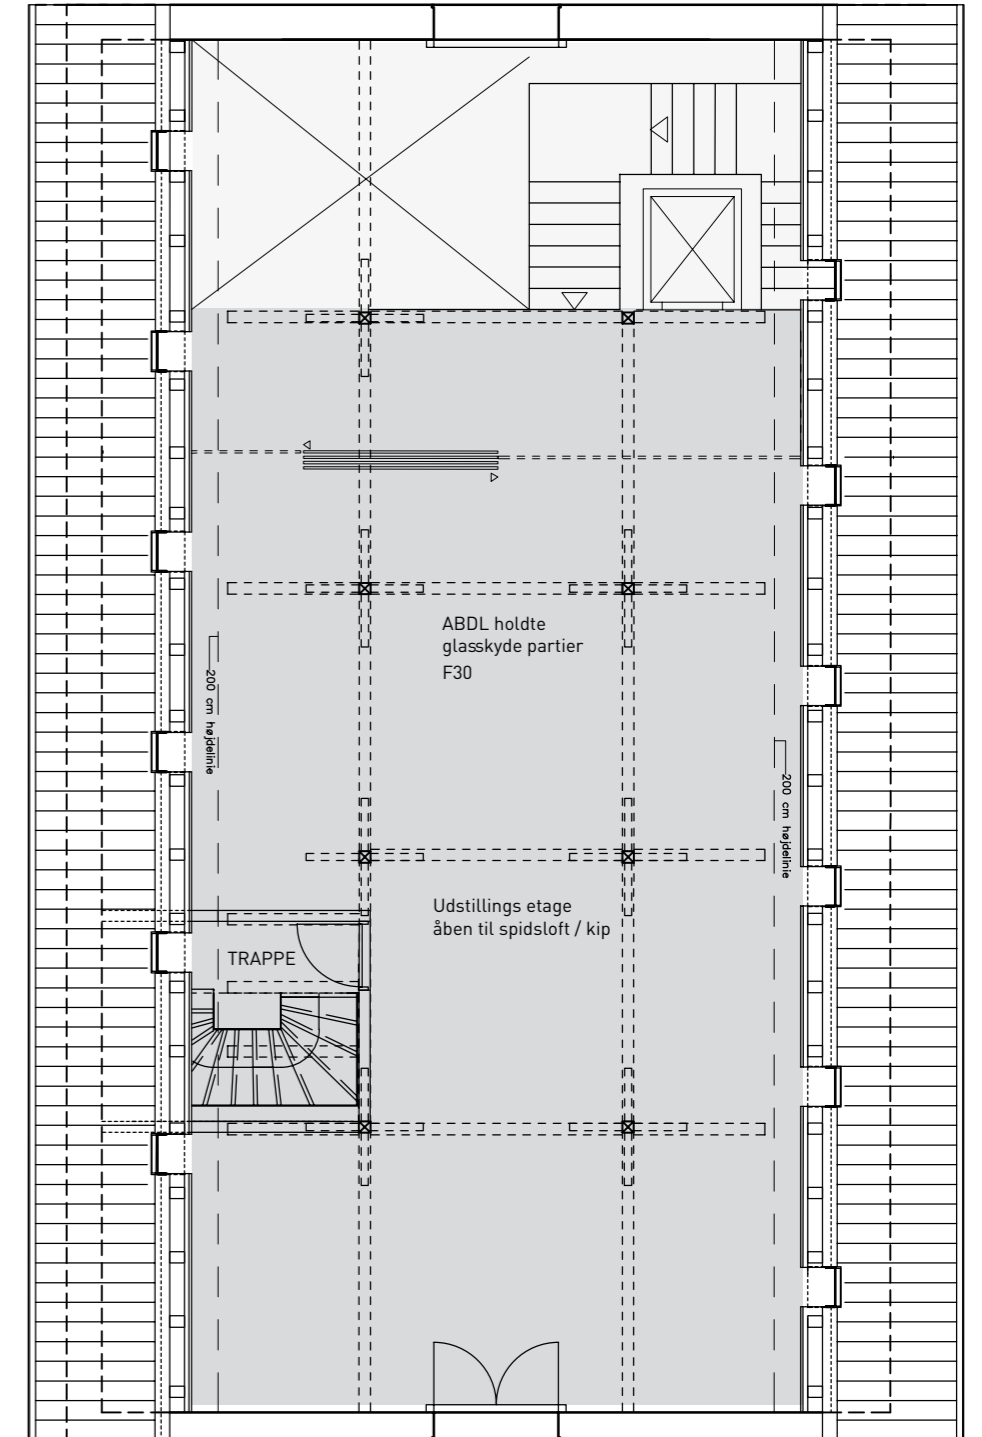 ABDL holdte
glasskyde partier
F30
200 cm højdelinie
200 cm højdelinie
Udstillings etage
åben til spidsloft / kip
TRAPPE